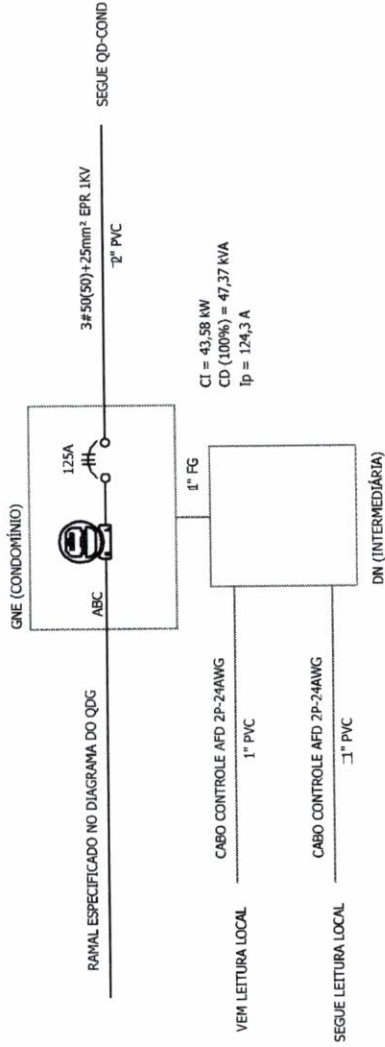 GNE (CONDOMÍNIO)
RAMAL ESPECIFICADO NO DIAGRAMA DO QDG
ABC
125A
3#50(50)+25mm² EPR 1KV
2" PVC
SEGUE QD-COND
1" FG
CI = 43,58 kW
CD (100%) = 47,37 kVA
Ip = 124,3 A
VEM LEITURA LOCAL
CABO CONTROLE AFD 2P-24AWG
1" PVC
SEGUE LEITURA LOCAL
CABO CONTROLE AFD 2P-24AWG
1" PVC
DN (INTERMEDIÁRIA)